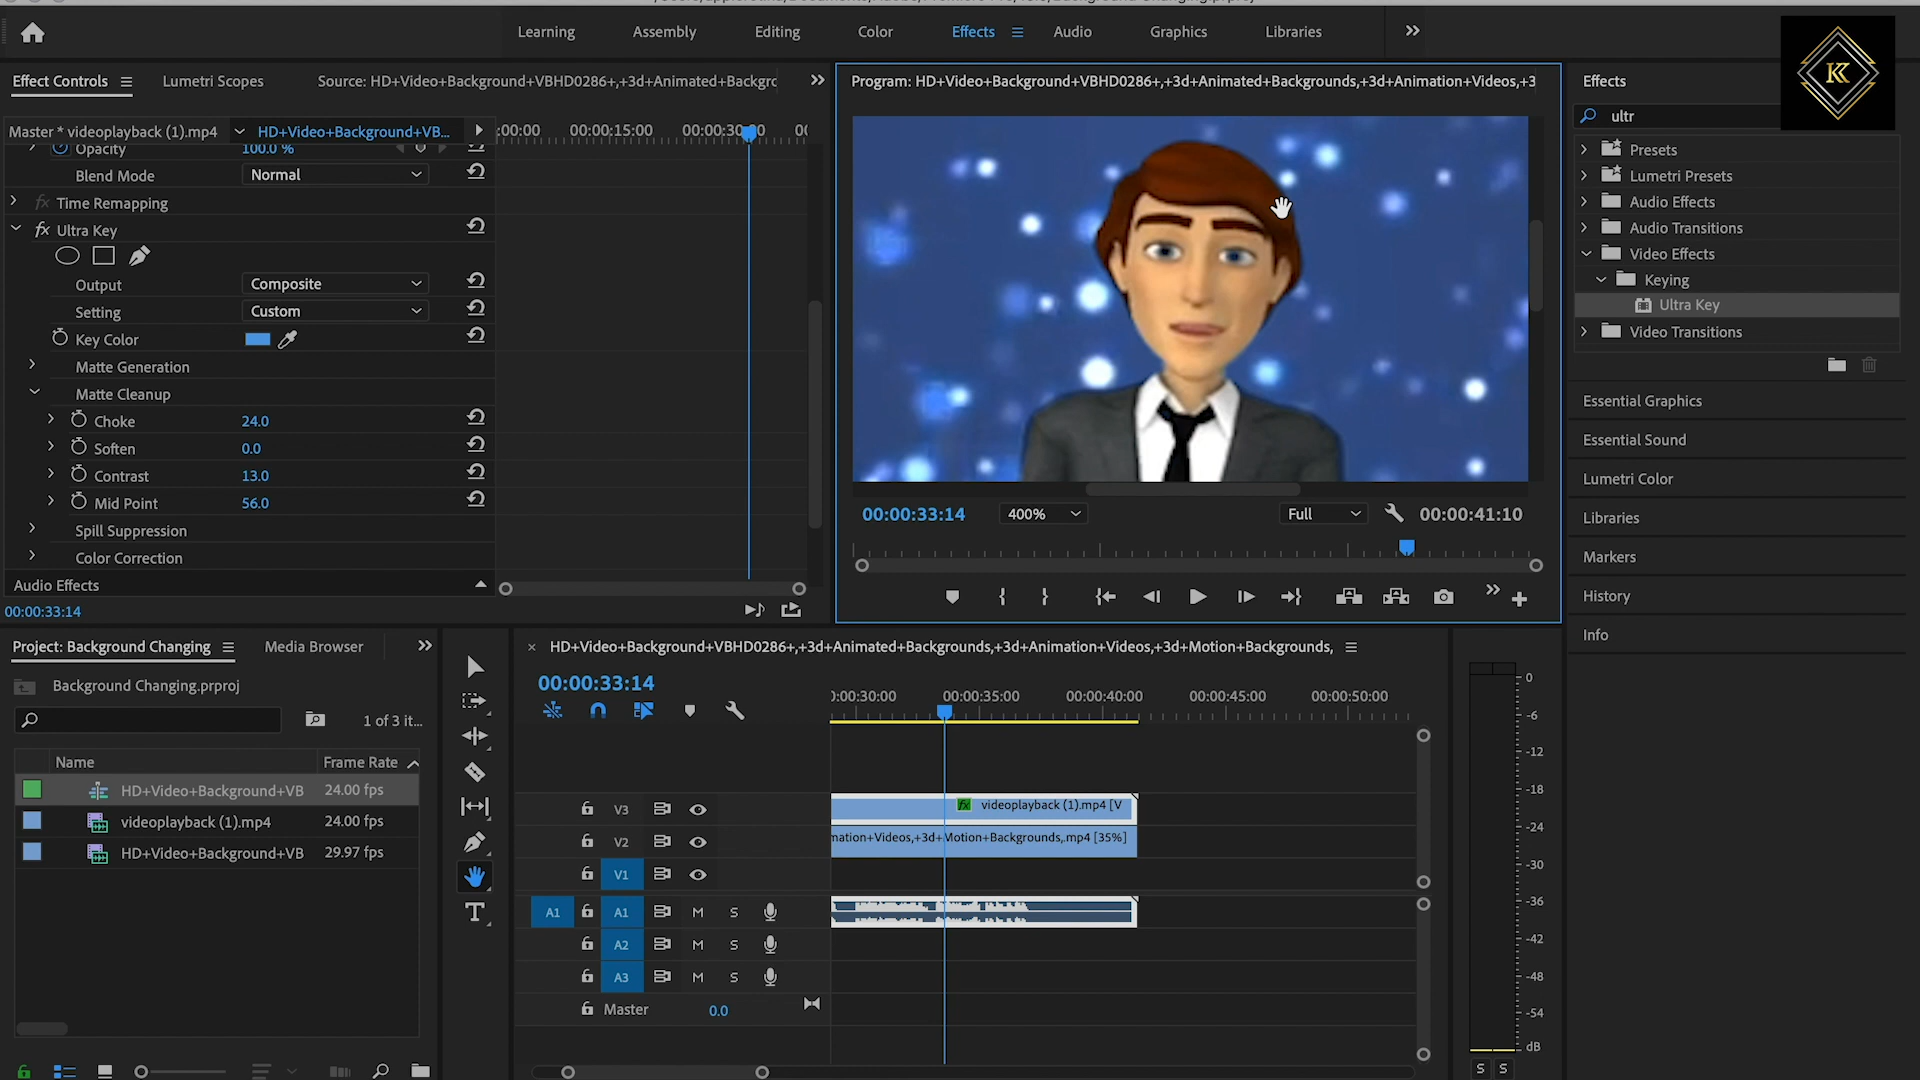 Learning
Assembly
Editing
Color
Effects
Audio
Graphics
Libraries
Effect Controls
Lumetri Scopes
Source: HD+Video+Background+VBHD0286+,+3d+Animated+Backgrc
Program: HD+Video+Background+VBHD0286+,+3d+Animated+Backgrounds,+3d+Animation+Videos,+3
Effects
KK
ultr
Master * videoplayback (1).mp4
HD+Video+Background+VB...
:00:00
00:00:15:00
00:00:30:00
00
Opacity
100.0 %
Blend Mode
Normal
fx Time Remapping
fx Ultra Key
Output
Composite
Setting
Custom
Key Color
Matte Generation
Matte Cleanup
Choke
24.0
Soften
0.0
Contrast
13.0
Mid Point
56.0
Spill Suppression
Color Correction
Audio Effects
00:00:33:14
00:00:33:14
400%
Full
00:00:41:10
Presets
Lumetri Presets
Audio Effects
Audio Transitions
Video Effects
Keying
Ultra Key
Video Transitions
Essential Graphics
Essential Sound
Lumetri Color
Libraries
Markers
History
Info
Project: Background Changing
Media Browser
Background Changing.prproj
1 of 3 it...
Name
Frame Rate
HD+Video+Background+VB
24.00 fps
videoplayback (1).mp4
24.00 fps
HD+Video+Background+VB
29.97 fps
T
HD+Video+Background+VBHD0286+,+3d+Animated+Backgrounds,+3d+Animation+Videos,+3d+Motion+Backgrounds,
00:00:33:14
:00:30:00
00:00:35:00
00:00:40:00
00:00:45:00
00:00:50:00
V3
fx videoplayback (1).mp4 [V
V2
mation+Videos,+3d+Motion+Backgrounds,.mp4 [35%]
V1
A1
A1
M
S
A2
M
S
A3
M
S
Master
0.0
0
-6
-12
-18
-24
-30
-36
-42
-48
-54
dB
S
S